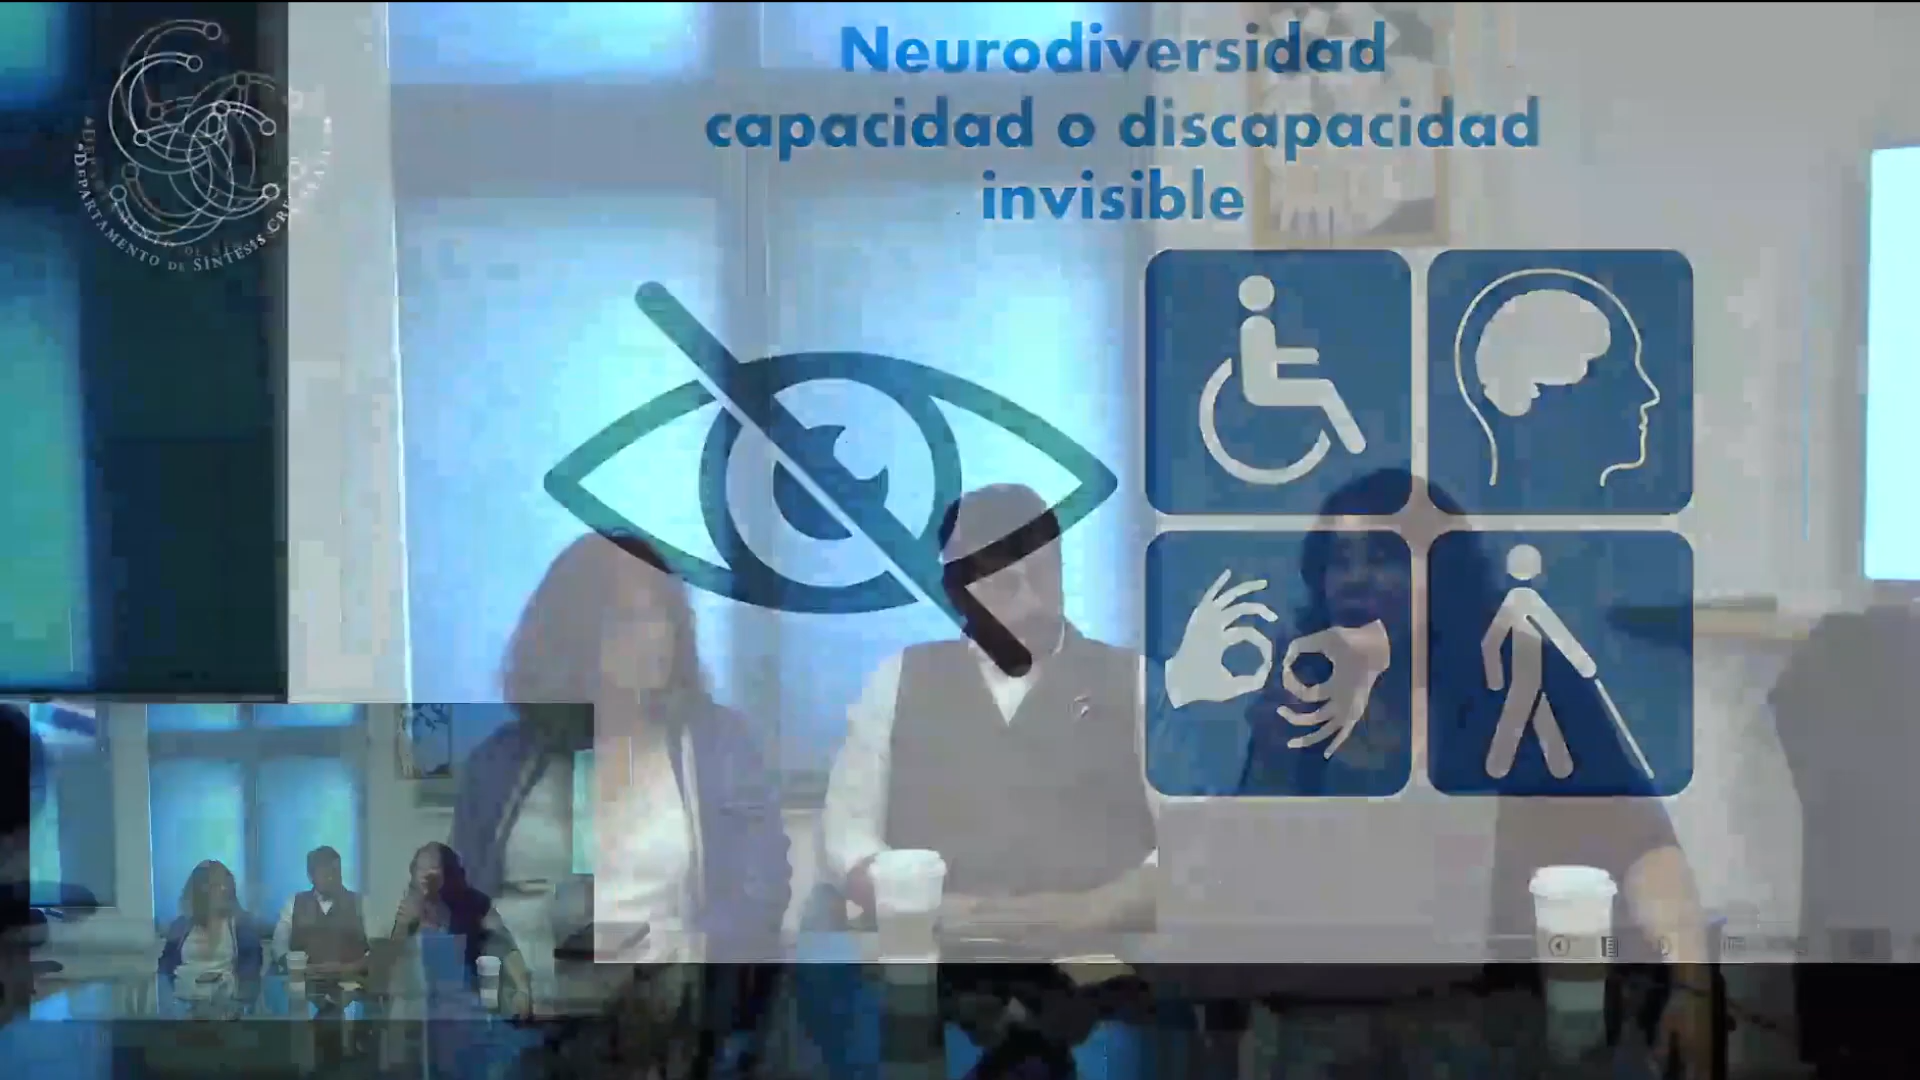 Neurodiversidad
capacidad o discapacidad
invisible
DEPARTAMENTO DE SÍNTESIS